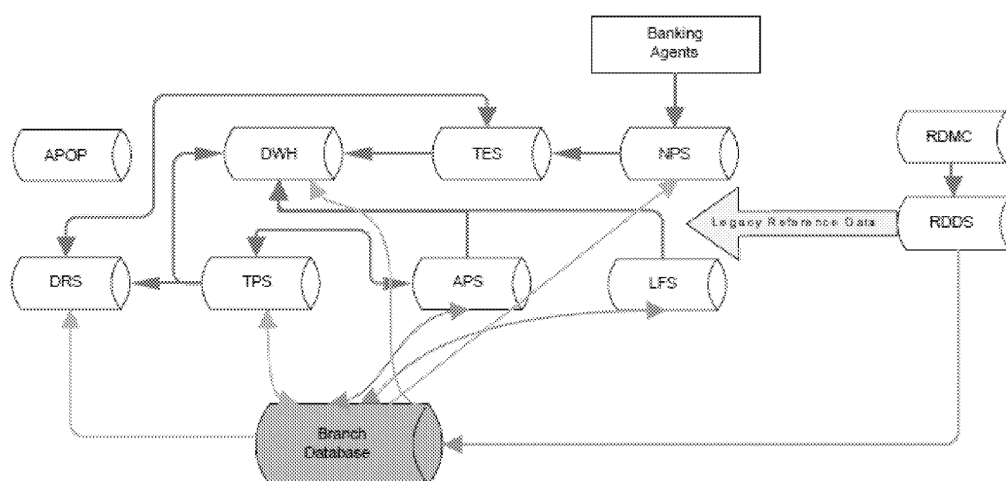 Banking
Agents
APOP
DWH
TES
NPS
RDMC
Legacy Reference Data
RDDS
DRS
TPS
APS
LFS
Branch
Database